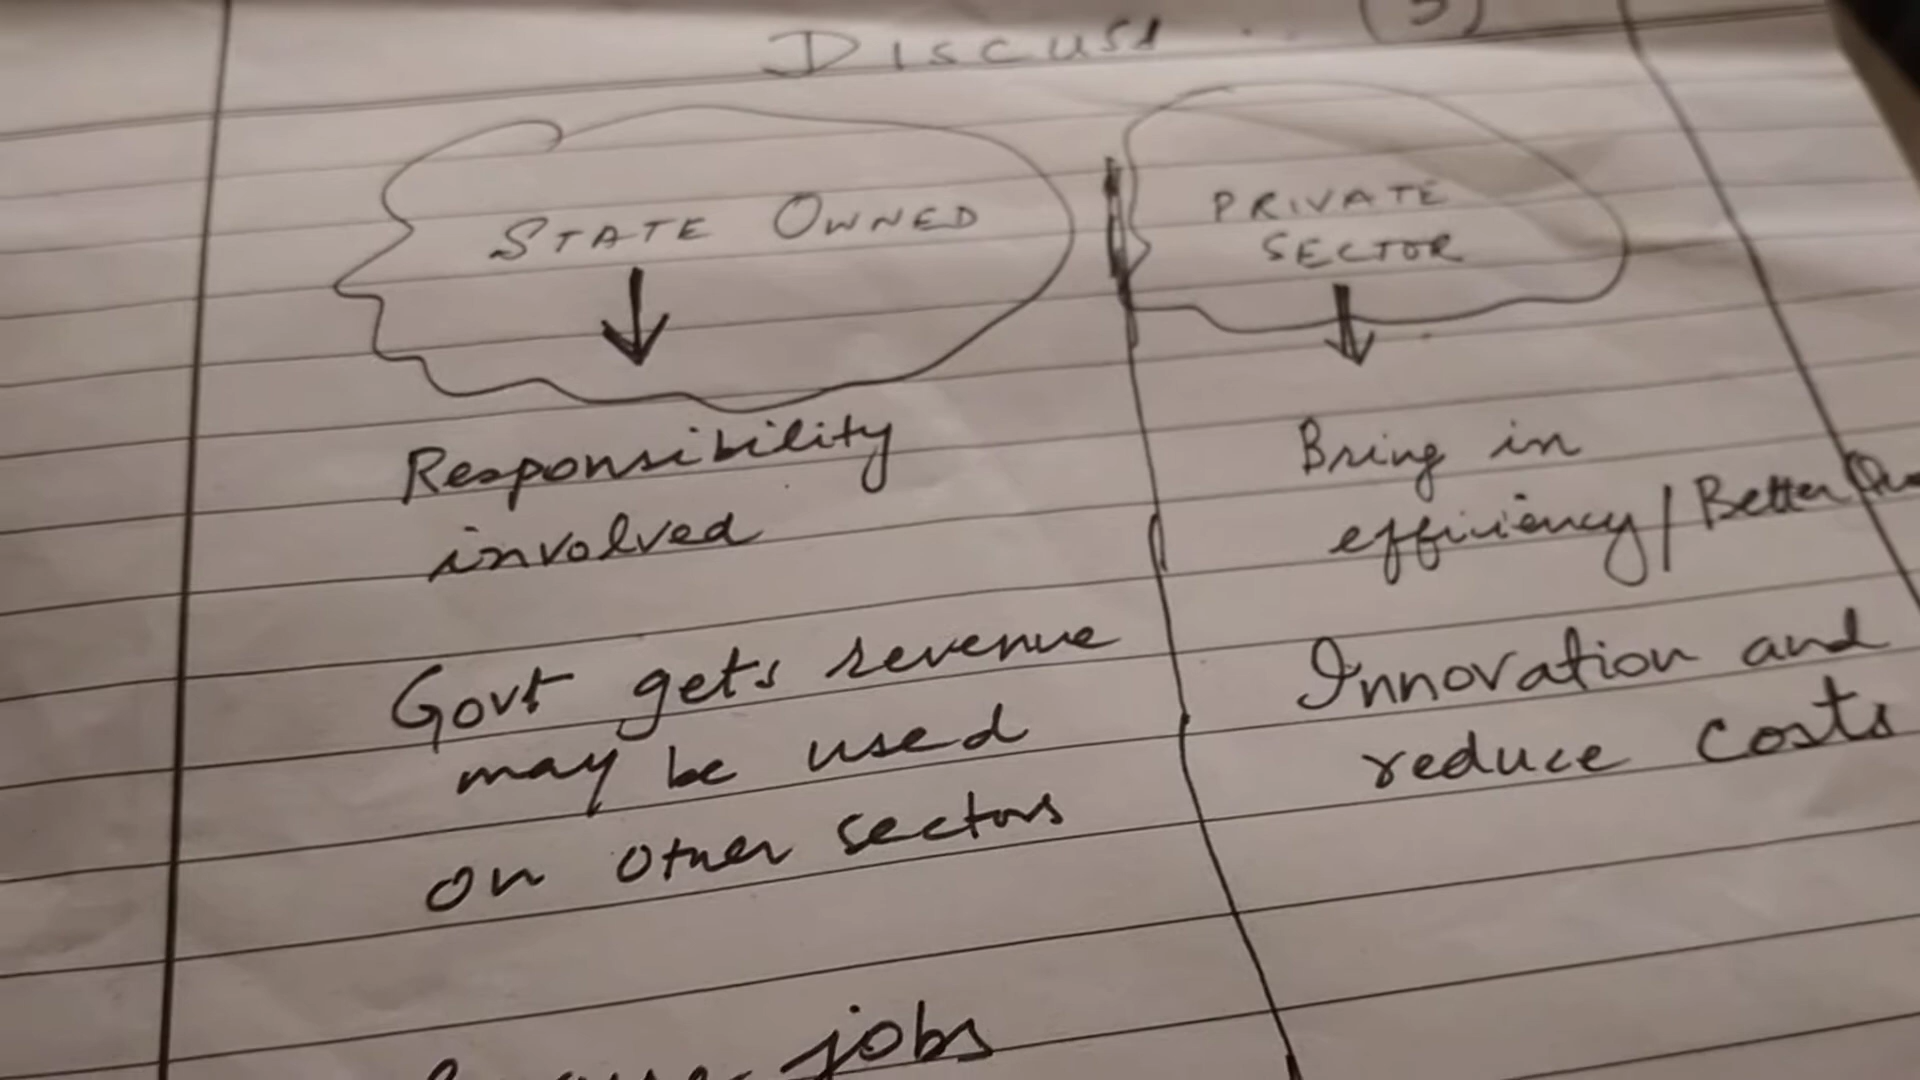 Discuss
STATE OWNED
Responsibility
involved
Govt gets revenue
may be used
on other sectors
jobs
PRIVATE
SECTOR
Bring in
efficiency / Better
Innovation and
reduce costs